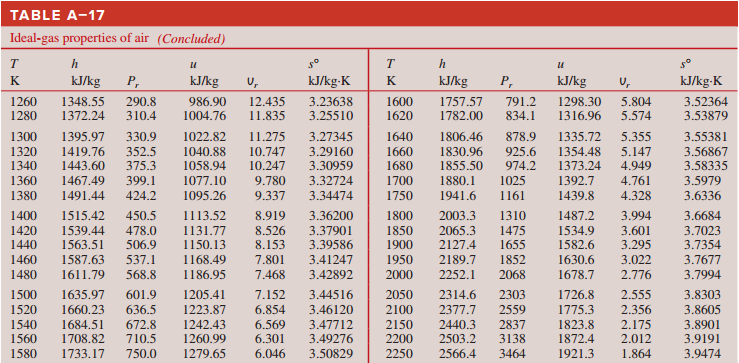 TABLE A–17
Ideal-gas properties of air (Concluded)
T h u s° T h u s°
K kJ/kg Pr kJ/kg υr kJ/kg·K K kJ/kg Pr kJ/kg υr kJ/kg·K
1260 1348.55 290.8 986.90 12.435 3.23638 1600 1757.57 791.2 1298.30 5.804 3.52364
1280 1372.24 310.4 1004.76 11.835 3.25510 1620 1782.00 834.1 1316.96 5.574 3.53879
1300 1395.97 330.9 1022.82 11.275 3.27345 1640 1806.46 878.9 1335.72 5.355 3.55381
1320 1419.76 352.5 1040.88 10.747 3.29160 1660 1830.96 925.6 1354.48 5.147 3.56867
1340 1443.60 375.3 1058.94 10.247 3.30959 1680 1855.50 974.2 1373.24 4.949 3.58335
1360 1467.49 399.1 1077.10 9.780 3.32724 1700 1880.1 1025 1392.7 4.761 3.5979
1380 1491.44 424.2 1095.26 9.337 3.34474 1750 1941.6 1161 1439.8 4.328 3.6336
1400 1515.42 450.5 1113.52 8.919 3.36200 1800 2003.3 1310 1487.2 3.994 3.6684
1420 1539.44 478.0 1131.77 8.526 3.37901 1850 2065.3 1475 1534.9 3.601 3.7023
1440 1563.51 506.9 1150.13 8.153 3.39586 1900 2127.4 1655 1582.6 3.295 3.7354
1460 1587.63 537.1 1168.49 7.801 3.41247 1950 2189.7 1852 1630.6 3.022 3.7677
1480 1611.79 568.8 1186.95 7.468 3.42892 2000 2252.1 2068 1678.7 2.776 3.7994
1500 1635.97 601.9 1205.41 7.152 3.44516 2050 2314.6 2303 1726.8 2.555 3.8303
1520 1660.23 636.5 1223.87 6.854 3.46120 2100 2377.7 2559 1775.3 2.356 3.8605
1540 1684.51 672.8 1242.43 6.569 3.47712 2150 2440.3 2837 1823.8 2.175 3.8901
1560 1708.82 710.5 1260.99 6.301 3.49276 2200 2503.2 3138 1872.4 2.012 3.9191
1580 1733.17 750.0 1279.65 6.046 3.50829 2250 2566.4 3464 1921.3 1.864 3.9474